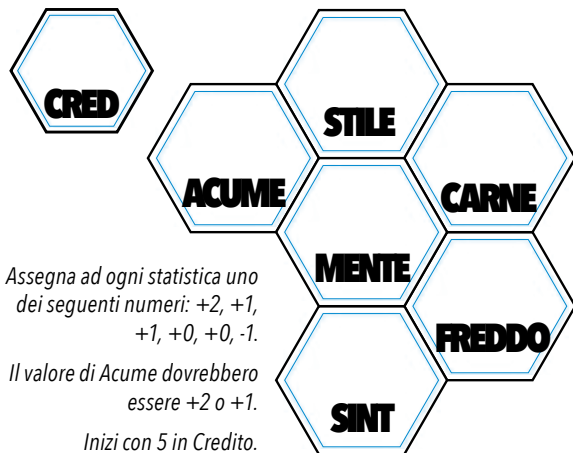 CRED
STILE
ACUME
CARNE
MENTE
FREDDO
SINT
Assegna ad ogni statistica uno
dei seguenti numeri: +2, +1,
+1, +0, +0, -1.
Il valore di Acume dovrebbero
essere +2 o +1.
Inizi con 5 in Credito.